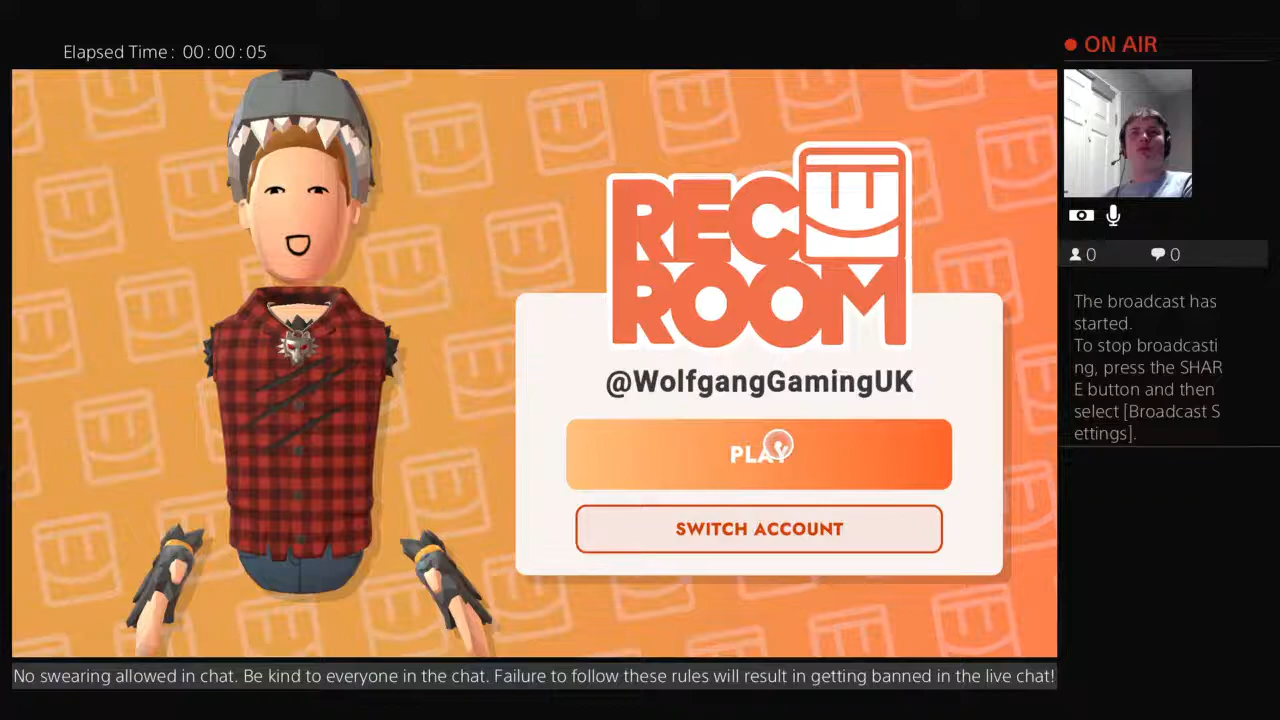 Elapsed Time: 00:00:05
ON AIR
REC
ROOM
@WolfgangGamingUK
PLAY
SWITCH ACCOUNT
0
0
The broadcast has
started.
To stop broadcasti
ng, press the SHAR
E button and then
select [Broadcast S
ettings].
No swearing allowed in chat. Be kind to everyone in the chat. Failure to follow these rules will result in getting banned in the live chat!